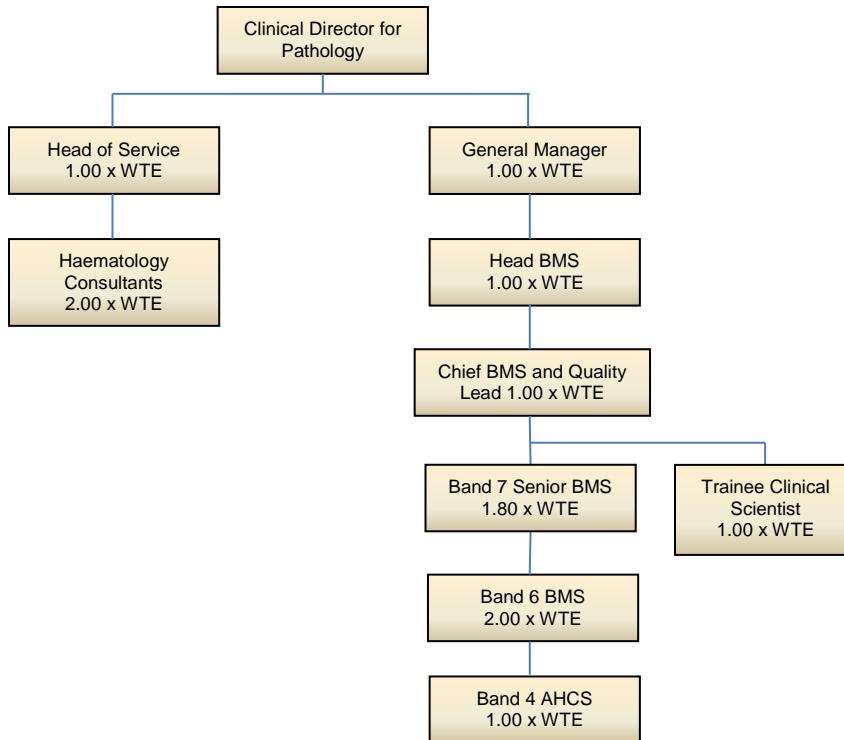 Clinical Director for
Pathology
Head of Service
1.00 x WTE
General Manager
1.00 x WTE
Haematology
Consultants
2.00 x WTE
Head BMS
1.00 x WTE
Chief BMS and Quality
Lead 1.00 x WTE
Band 7 Senior BMS
1.80 x WTE
Trainee Clinical
Scientist
1.00 x WTE
Band 6 BMS
2.00 x WTE
Band 4 AHCS
1.00 x WTE